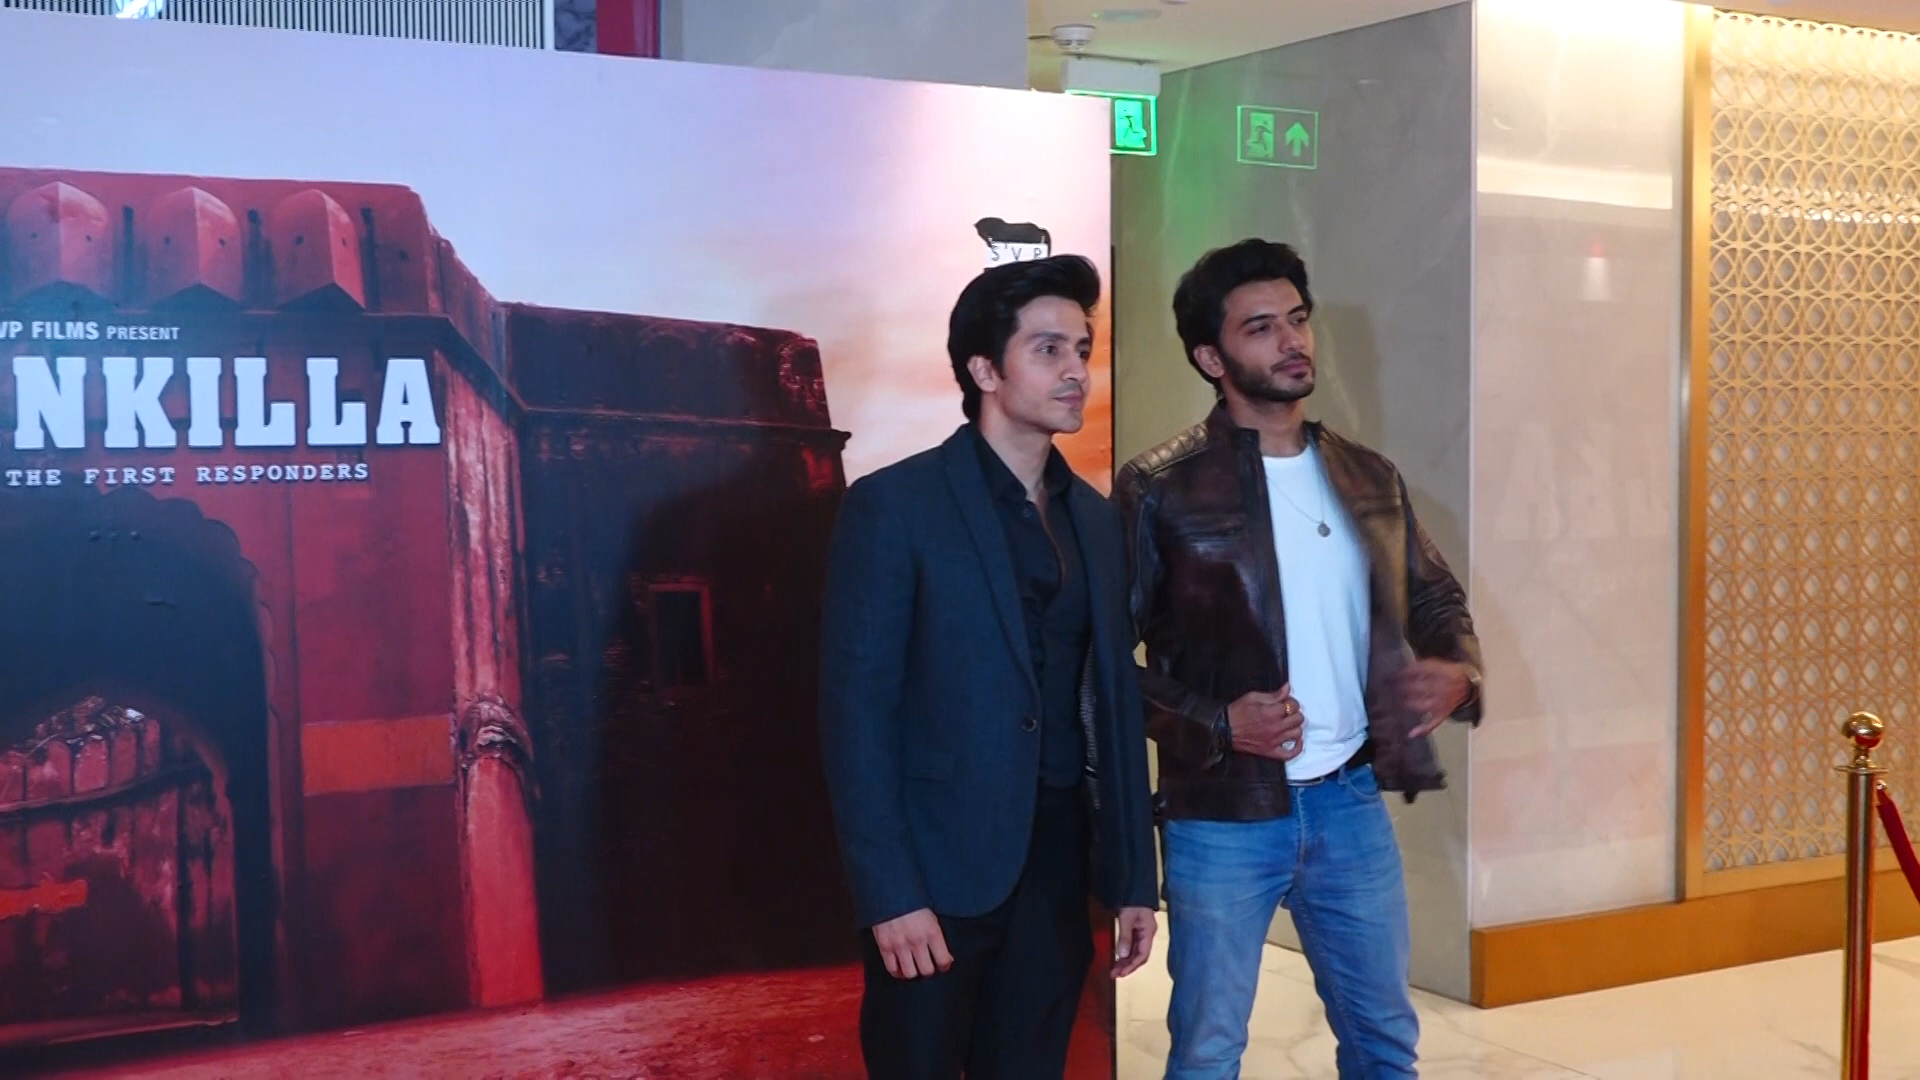 VP FILMS PRESENT
NKILLA
THE FIRST RESPONDERS
SVP